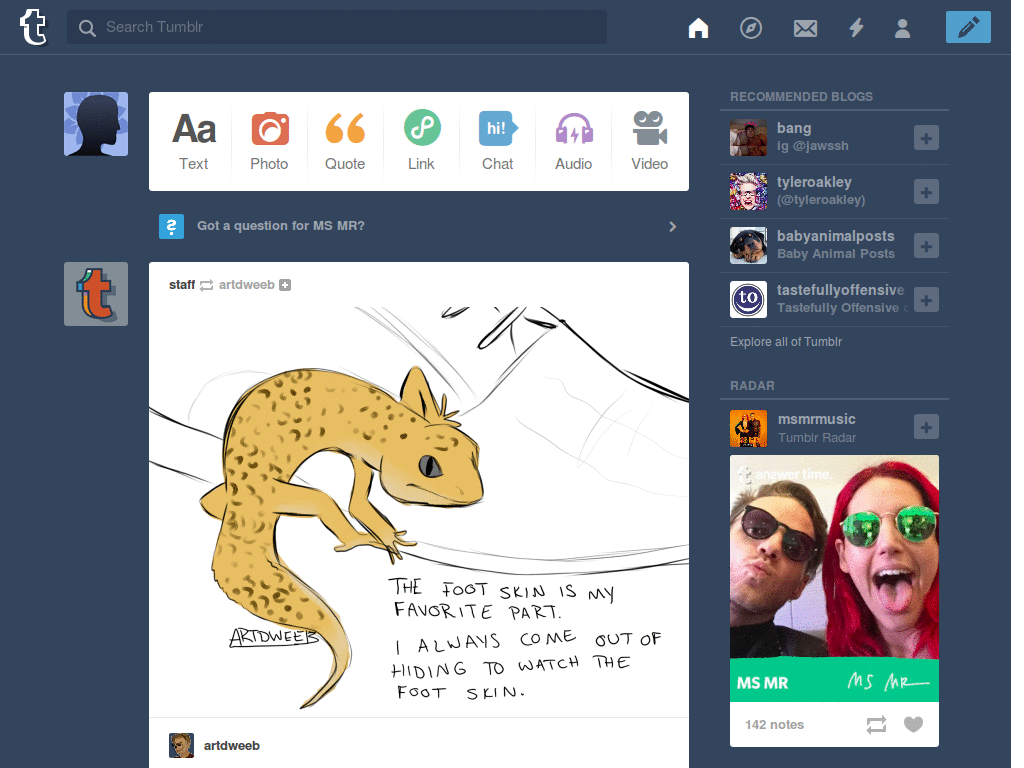 t
Search Tumblr
Aa
hi!
Text
Photo
Quote
Link
Chat
Audio
Video
?
Got a question for MS MR?
t
staff artdweeb
THE FOOT SKIN IS MY
FAVORITE PART.
I ALWAYS COME OUT OF
HIDING TO WATCH THE
FOOT SKIN.
ARTDWEEB
artdweeb
RECOMMENDED BLOGS
bang
ig @jawssh
tyleroakley
(@tyleroakley)
babyanimalposts
Baby Animal Posts
to
tastefullyoffensive
Tastefully Offensive
Explore all of Tumblr
RADAR
msmrmusic
Tumblr Radar
t answer time.
MS MR
MS MR
142 notes